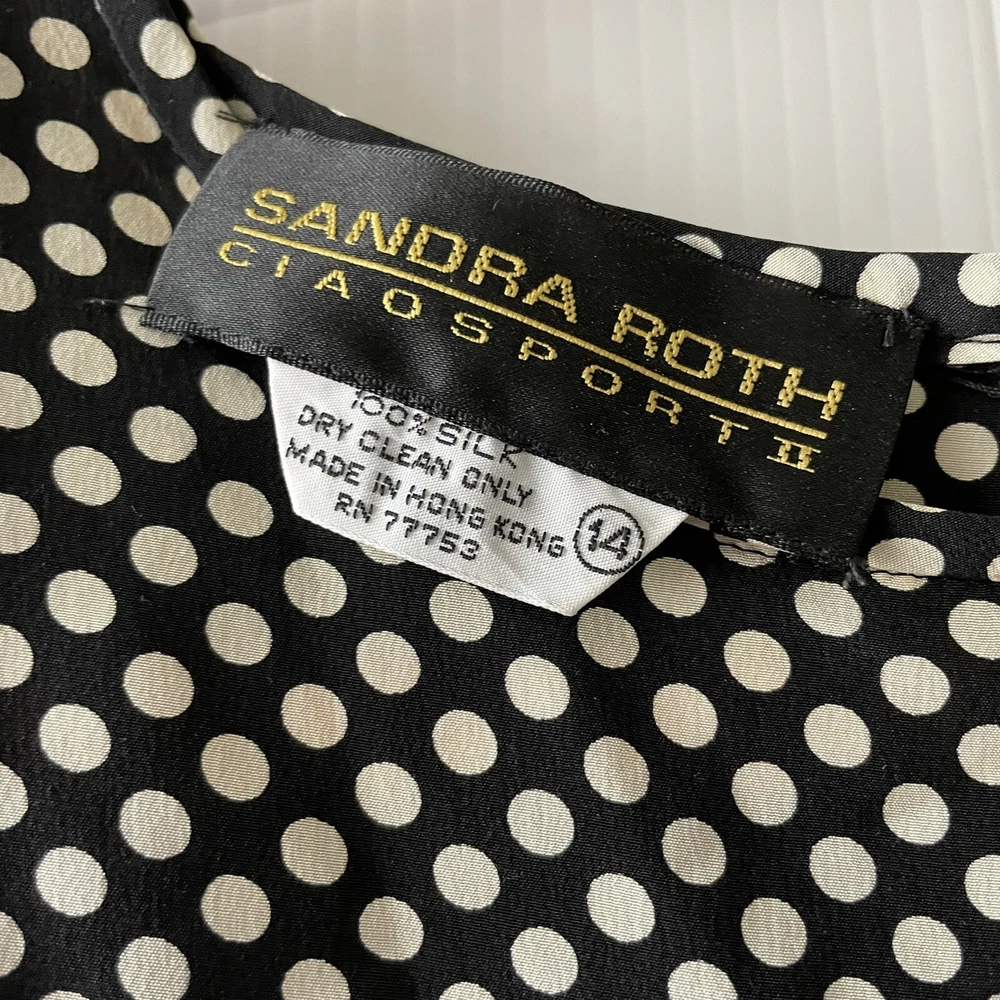 SANDRA ROTH
CIAOSPORT II
100% SILK
DRY CLEAN ONLY
MADE IN HONG KONG
RN 77753
14